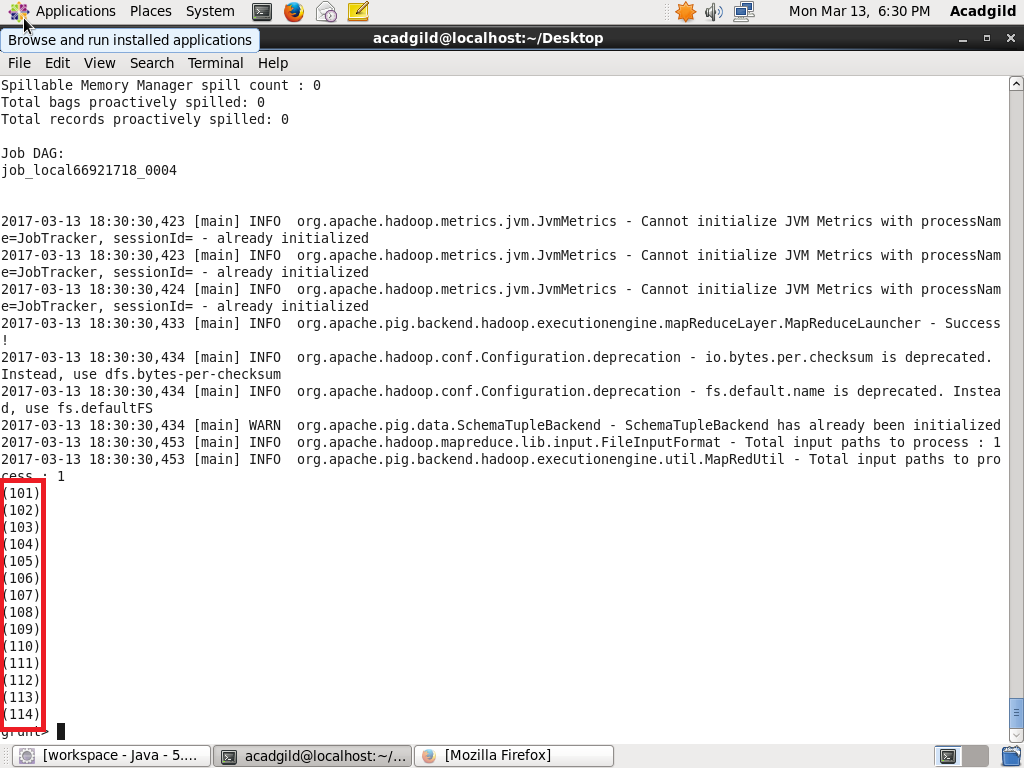 Applications Places System Mon Mar 13, 6:30 PM Acadgild
Browse and run installed applications
acadgild@localhost:~/Desktop
File Edit View Search Terminal Help
Spillable Memory Manager spill count : 0
Total bags proactively spilled: 0
Total records proactively spilled: 0
Job DAG:
job_local66921718_0004
2017-03-13 18:30:30,423 [main] INFO  org.apache.hadoop.metrics.jvm.JvmMetrics - Cannot initialize JVM Metrics with processNam
e=JobTracker, sessionId= - already initialized
2017-03-13 18:30:30,423 [main] INFO  org.apache.hadoop.metrics.jvm.JvmMetrics - Cannot initialize JVM Metrics with processNam
e=JobTracker, sessionId= - already initialized
2017-03-13 18:30:30,424 [main] INFO  org.apache.hadoop.metrics.jvm.JvmMetrics - Cannot initialize JVM Metrics with processNam
e=JobTracker, sessionId= - already initialized
2017-03-13 18:30:30,433 [main] INFO  org.apache.pig.backend.hadoop.executionengine.mapReduceLayer.MapReduceLauncher - Success
!
2017-03-13 18:30:30,434 [main] INFO  org.apache.hadoop.conf.Configuration.deprecation - io.bytes.per.checksum is deprecated.
Instead, use dfs.bytes-per-checksum
2017-03-13 18:30:30,434 [main] INFO  org.apache.hadoop.conf.Configuration.deprecation - fs.default.name is deprecated. Instea
d, use fs.defaultFS
2017-03-13 18:30:30,434 [main] WARN  org.apache.pig.data.SchemaTupleBackend - SchemaTupleBackend has already been initialized
2017-03-13 18:30:30,453 [main] INFO  org.apache.hadoop.mapreduce.lib.input.FileInputFormat - Total input paths to process : 1
2017-03-13 18:30:30,453 [main] INFO  org.apache.pig.backend.hadoop.executionengine.util.MapRedUtil - Total input paths to pro
cess : 1
(101)
(102)
(103)
(104)
(105)
(106)
(107)
(108)
(109)
(110)
(111)
(112)
(113)
(114)
grunt>
[workspace - Java - 5.... acadgild@localhost:~/... [Mozilla Firefox]